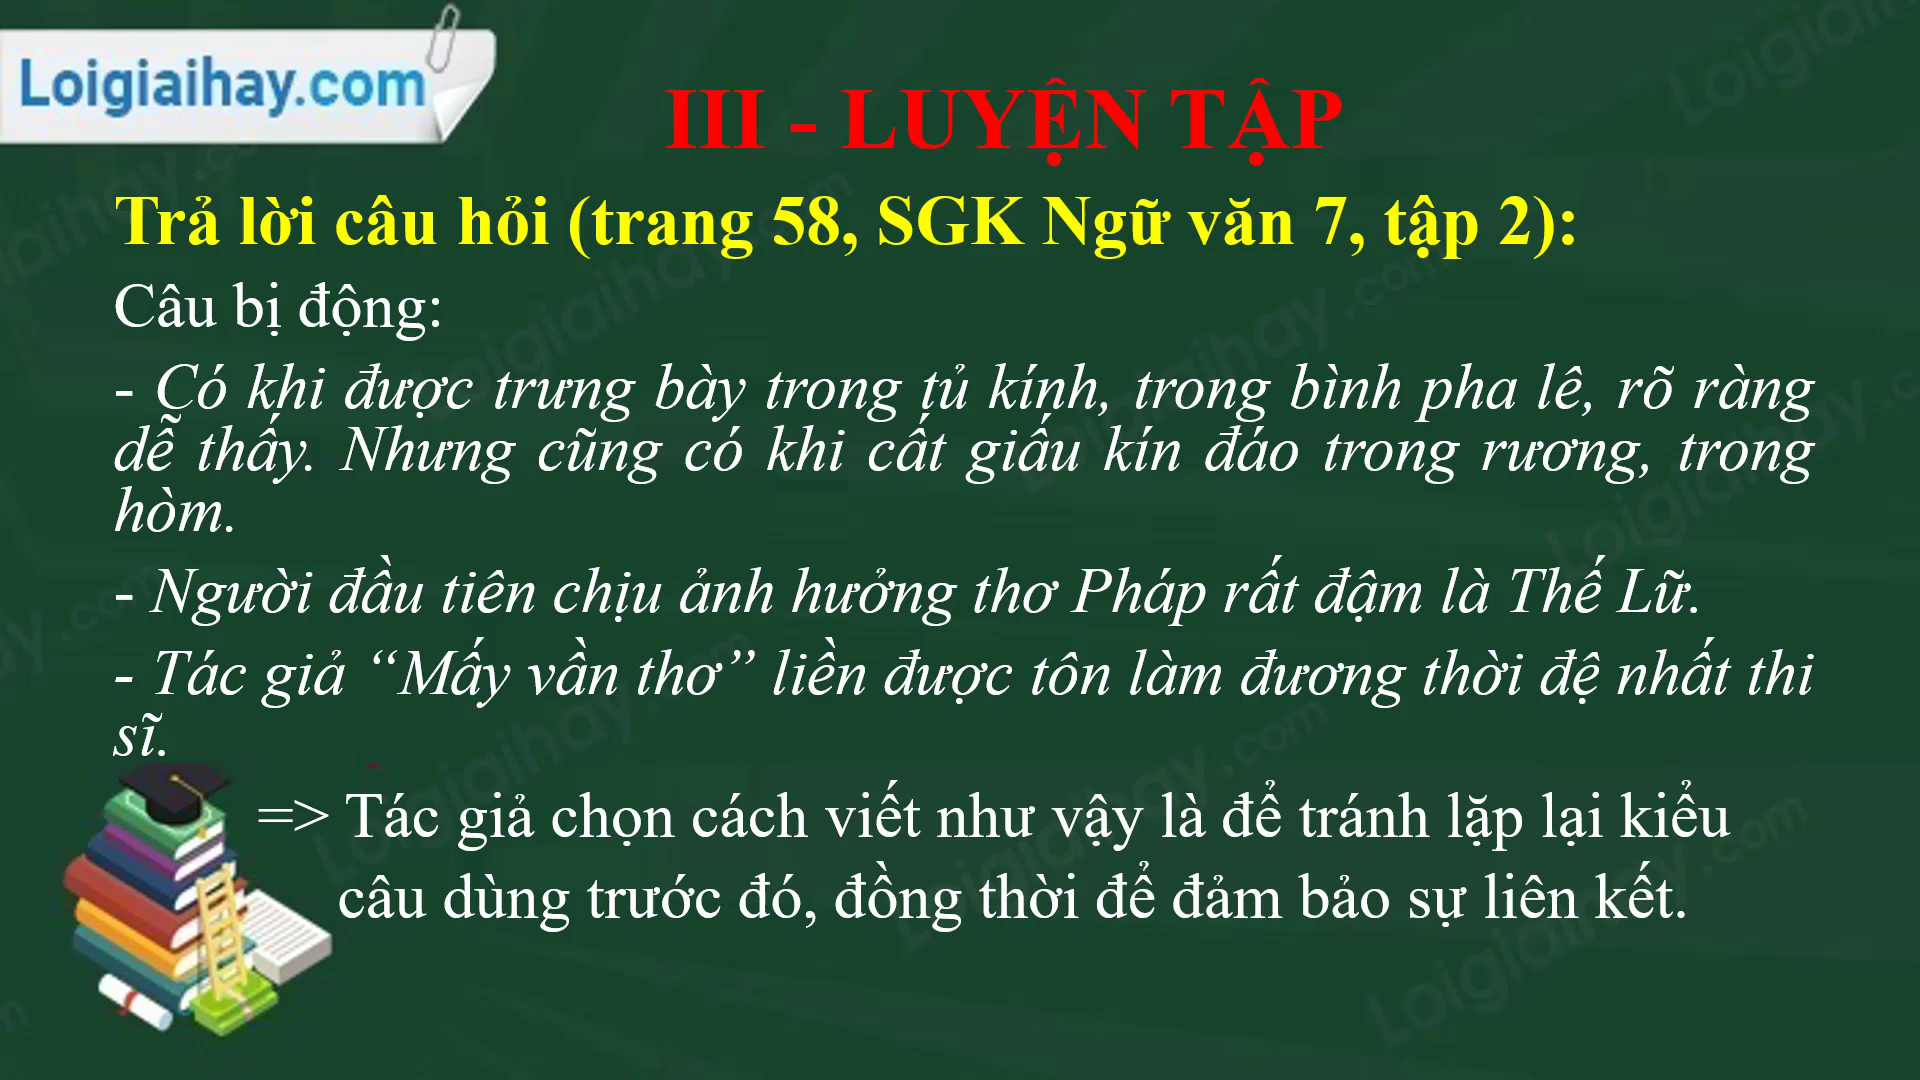 Loigiaihay.com
III - LUYỆN TẬP
Trả lời câu hỏi (trang 58, SGK Ngữ văn 7, tập 2):
Câu bị động:
- Có khi được trưng bày trong tủ kính, trong bình pha lê, rõ ràng
dễ thấy. Nhưng cũng có khi cất giấu kín đáo trong rương, trong
hòm.
- Người đầu tiên chịu ảnh hưởng thơ Pháp rất đậm là Thế Lữ.
- Tác giả “Mấy vần thơ” liền được tôn làm đương thời đệ nhất thi
sĩ.
=> Tác giả chọn cách viết như vậy là để tránh lặp lại kiểu
câu dùng trước đó, đồng thời để đảm bảo sự liên kết.